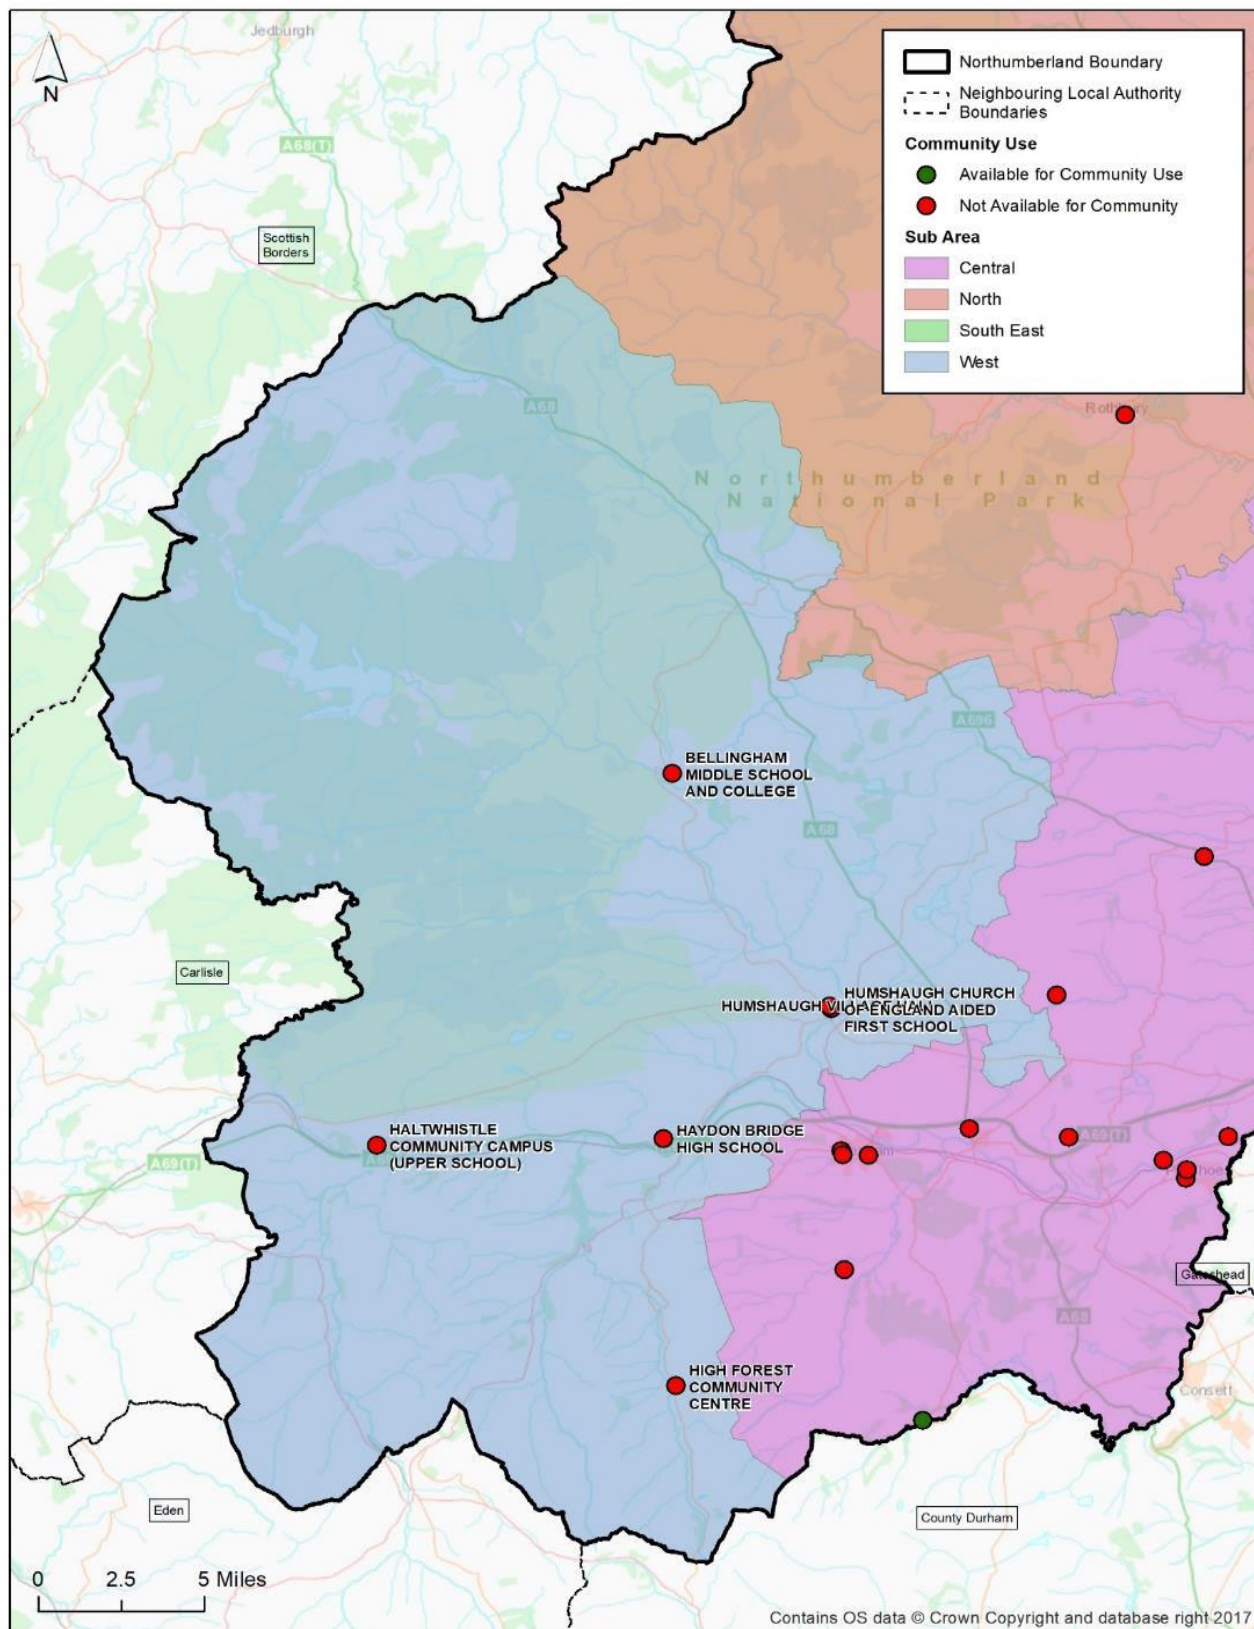 Jedburgh
N
A68(T)
Scottish
Borders
Northumberland Boundary
Neighbouring Local Authority
Boundaries
Community Use
Available for Community Use
Not Available for Community
Sub Area
Central
North
South East
West
A68
Northumberland
National Park
A696
BELLINGHAM
MIDDLE SCHOOL
AND COLLEGE
A68
Carlisle
HUMSHAUGH VILLAGE
HUMSHAUGH CHURCH
OF ENGLAND AIDED
FIRST SCHOOL
HALTWHISTLE
COMMUNITY CAMPUS
(UPPER SCHOOL)
HAYDON BRIDGE
HIGH SCHOOL
A69(T)
A69(T)
Gateshead
A68
HIGH FOREST
COMMUNITY
CENTRE
Consett
Eden
County Durham
0 2.5 5 Miles
Contains OS data © Crown Copyright and database right 2017